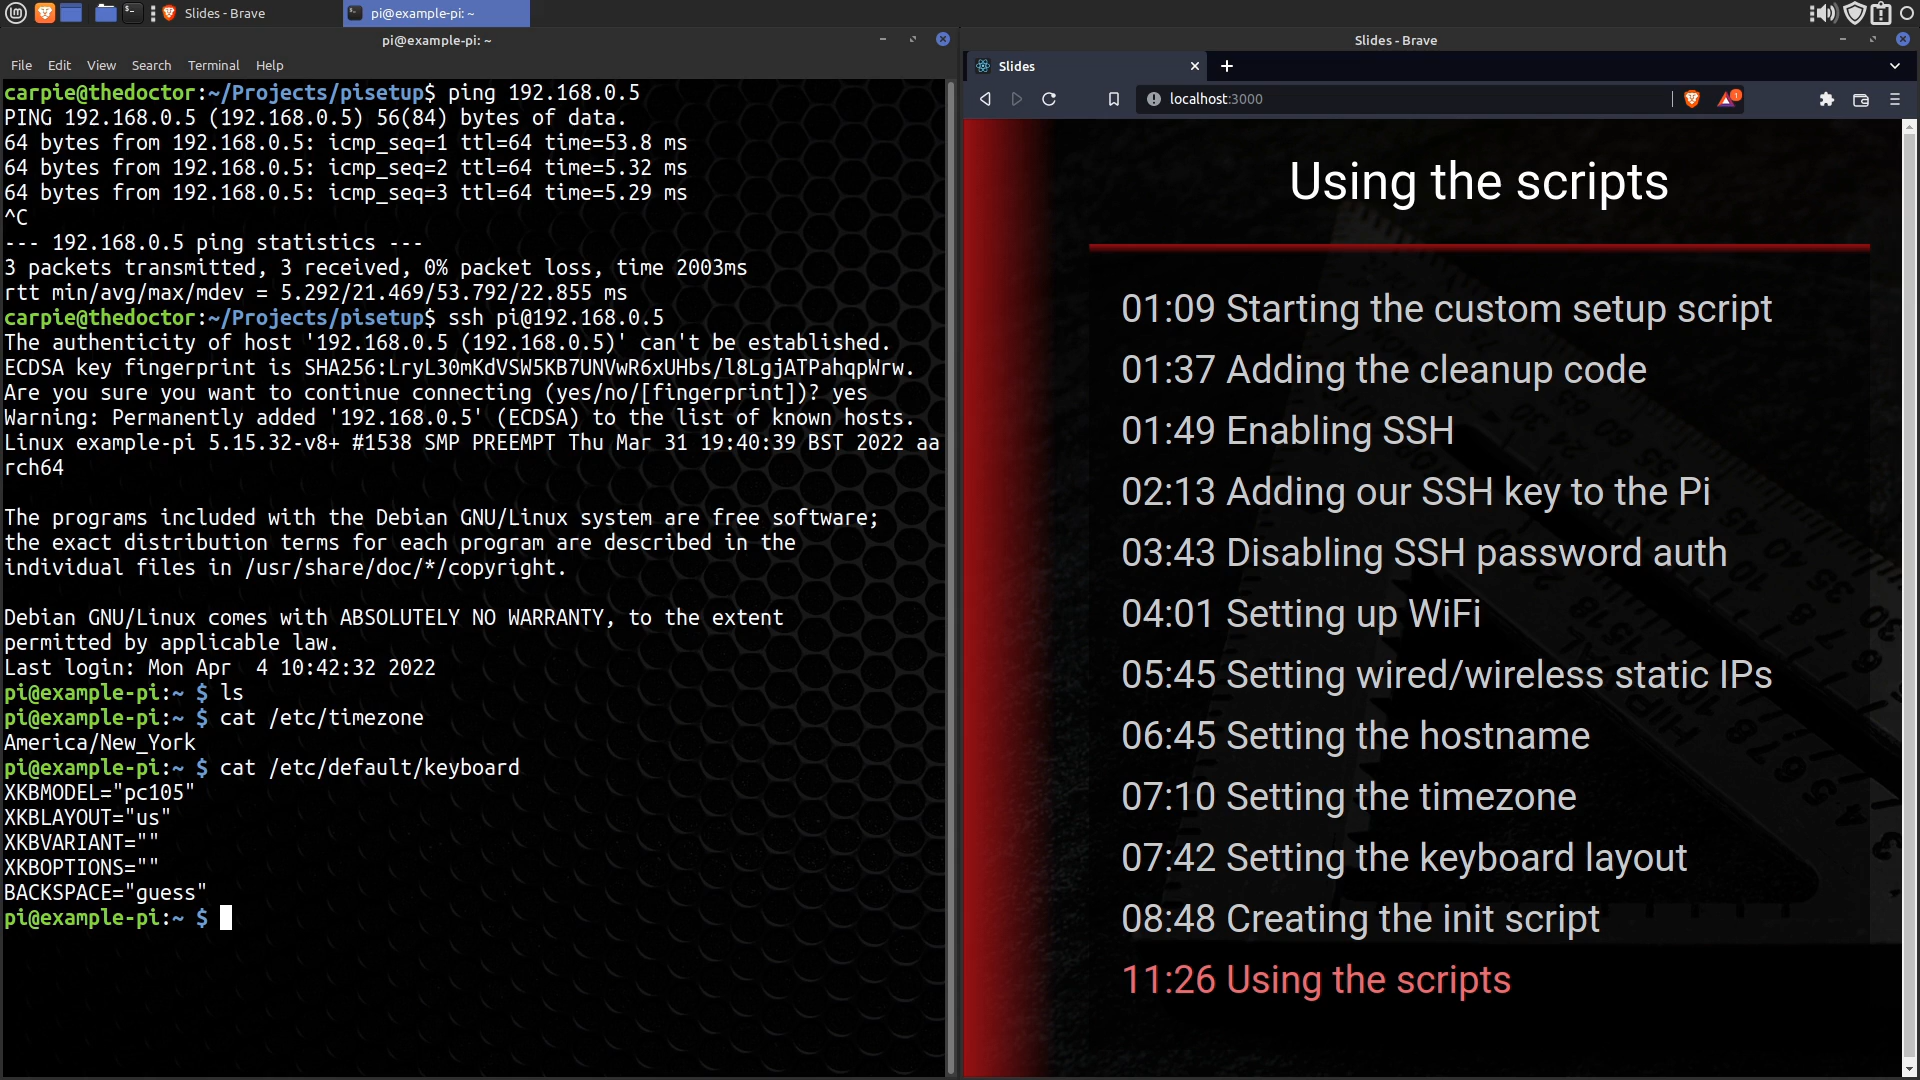 Slides - Brave
pi@example-pi: ~
pi@example-pi: ~
File Edit View Search Terminal Help
carpie@thedoctor:~/Projects/pisetup$ ping 192.168.0.5
PING 192.168.0.5 (192.168.0.5) 56(84) bytes of data.
64 bytes from 192.168.0.5: icmp_seq=1 ttl=64 time=53.8 ms
64 bytes from 192.168.0.5: icmp_seq=2 ttl=64 time=5.32 ms
64 bytes from 192.168.0.5: icmp_seq=3 ttl=64 time=5.29 ms
^C
--- 192.168.0.5 ping statistics ---
3 packets transmitted, 3 received, 0% packet loss, time 2003ms
rtt min/avg/max/mdev = 5.292/21.469/53.792/22.855 ms
carpie@thedoctor:~/Projects/pisetup$ ssh pi@192.168.0.5
The authenticity of host '192.168.0.5 (192.168.0.5)' can't be established.
ECDSA key fingerprint is SHA256:LryL30mKdVSW5KB7UNVwR6xUHbs/l8LgjATPahqpWrw.
Are you sure you want to continue connecting (yes/no/[fingerprint])? yes
Warning: Permanently added '192.168.0.5' (ECDSA) to the list of known hosts.
Linux example-pi 5.15.32-v8+ #1538 SMP PREEMPT Thu Mar 31 19:40:39 BST 2022 aa
rch64
The programs included with the Debian GNU/Linux system are free software;
the exact distribution terms for each program are described in the
individual files in /usr/share/doc/*/copyright.
Debian GNU/Linux comes with ABSOLUTELY NO WARRANTY, to the extent
permitted by applicable law.
Last login: Mon Apr  4 10:42:32 2022
pi@example-pi:~ $ ls
pi@example-pi:~ $ cat /etc/timezone
America/New_York
pi@example-pi:~ $ cat /etc/default/keyboard
XKBMODEL="pc105"
XKBLAYOUT="us"
XKBVARIANT=""
XKBOPTIONS=""
BACKSPACE="guess"
pi@example-pi:~ $
Slides - Brave
Slides
localhost:3000
1
Using the scripts
01:09 Starting the custom setup script
01:37 Adding the cleanup code
01:49 Enabling SSH
02:13 Adding our SSH key to the Pi
03:43 Disabling SSH password auth
04:01 Setting up WiFi
05:45 Setting wired/wireless static IPs
06:45 Setting the hostname
07:10 Setting the timezone
07:42 Setting the keyboard layout
08:48 Creating the init script
11:26 Using the scripts